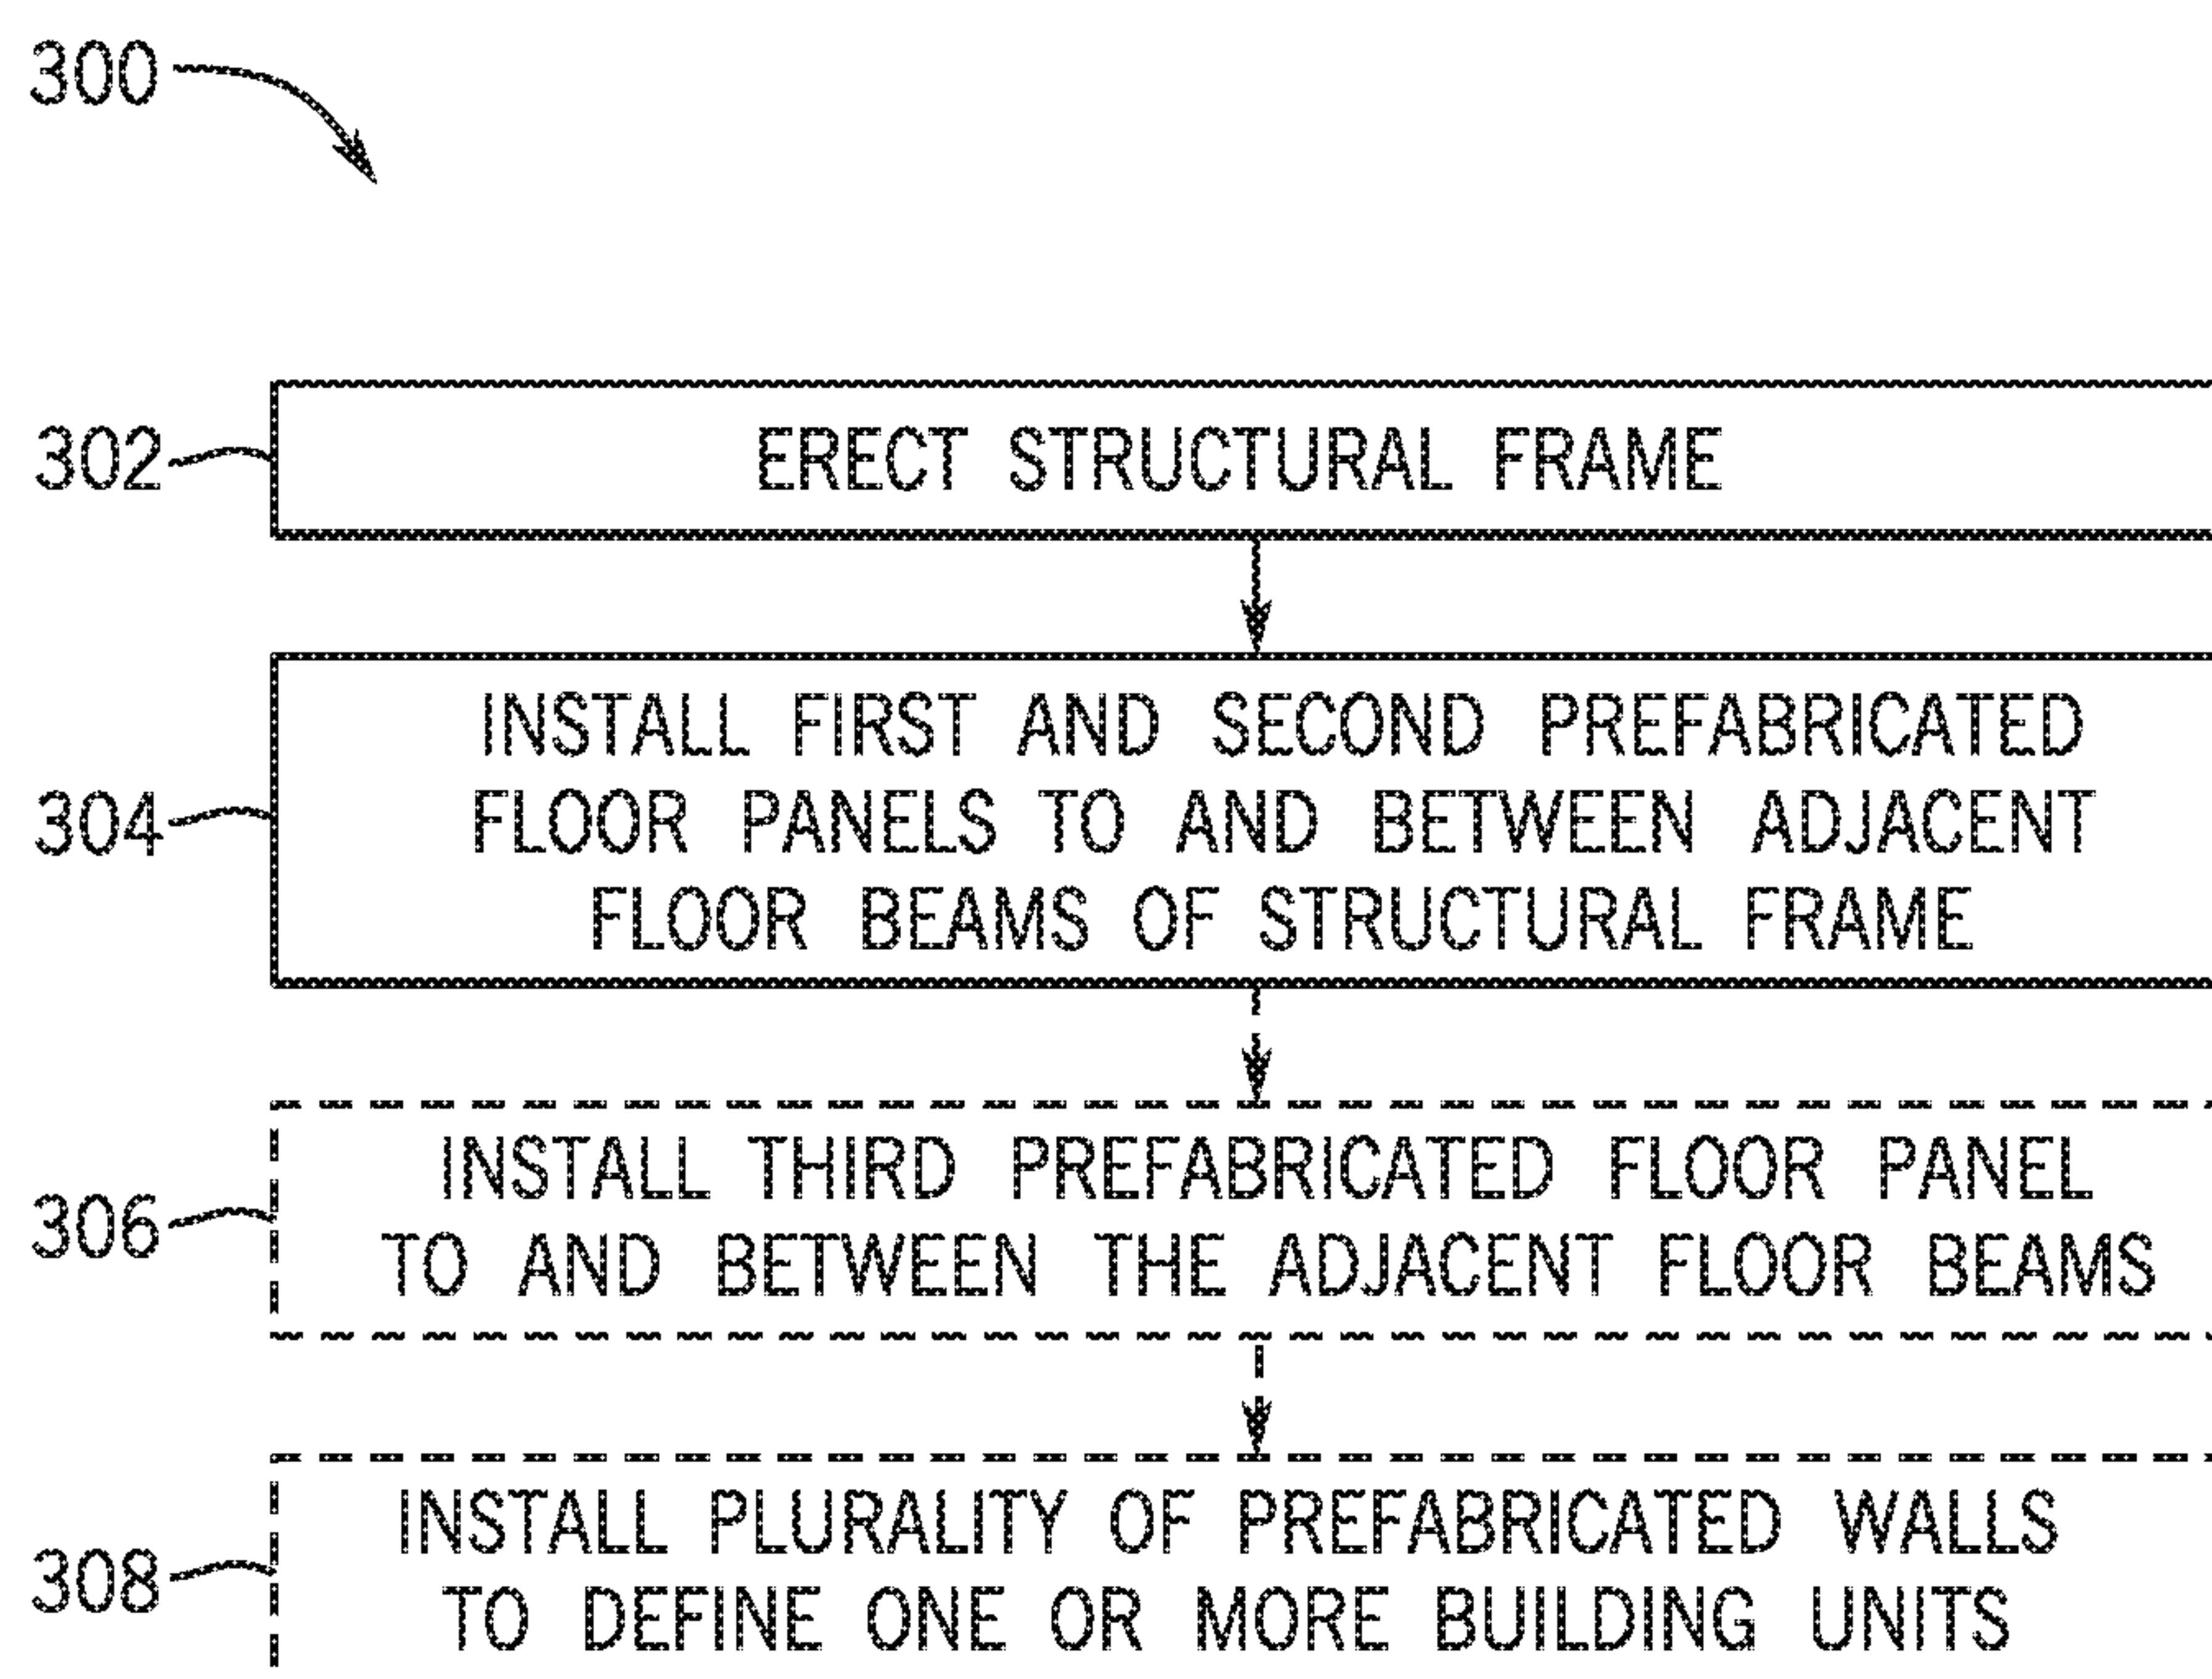 300
302
ERECT STRUCTURAL FRAME
304
INSTALL FIRST AND SECOND PREFABRICATED
FLOOR PANELS TO AND BETWEEN ADJACENT
FLOOR BEAMS OF STRUCTURAL FRAME
306
INSTALL THIRD PREFABRICATED FLOOR PANEL
TO AND BETWEEN THE ADJACENT FLOOR BEAMS
308
INSTALL PLURALITY OF PREFABRICATED WALLS
TO DEFINE ONE OR MORE BUILDING UNITS